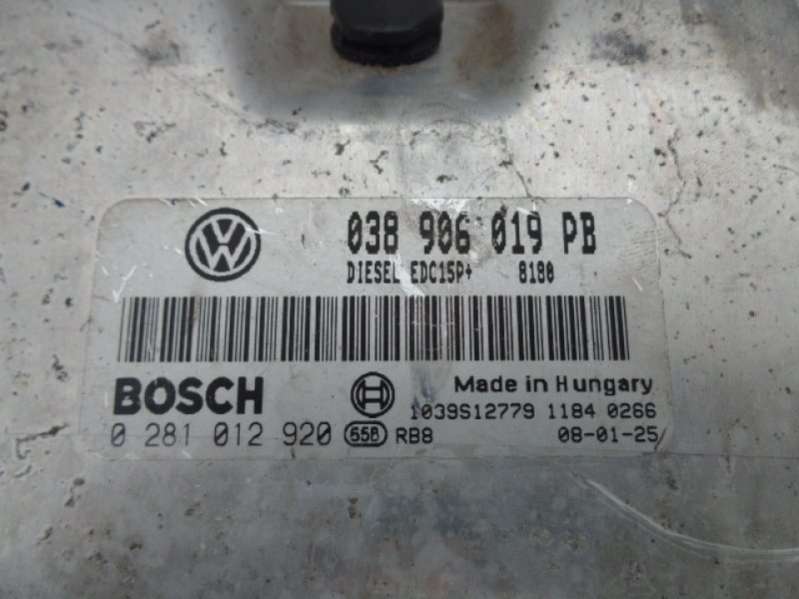 038 906 019 PB
DIESEL EDC15P+ 8180
BOSCH
Made in Hungary
1039S12779 1184 0266
0 281 012 920 658 RB8 08-01-25